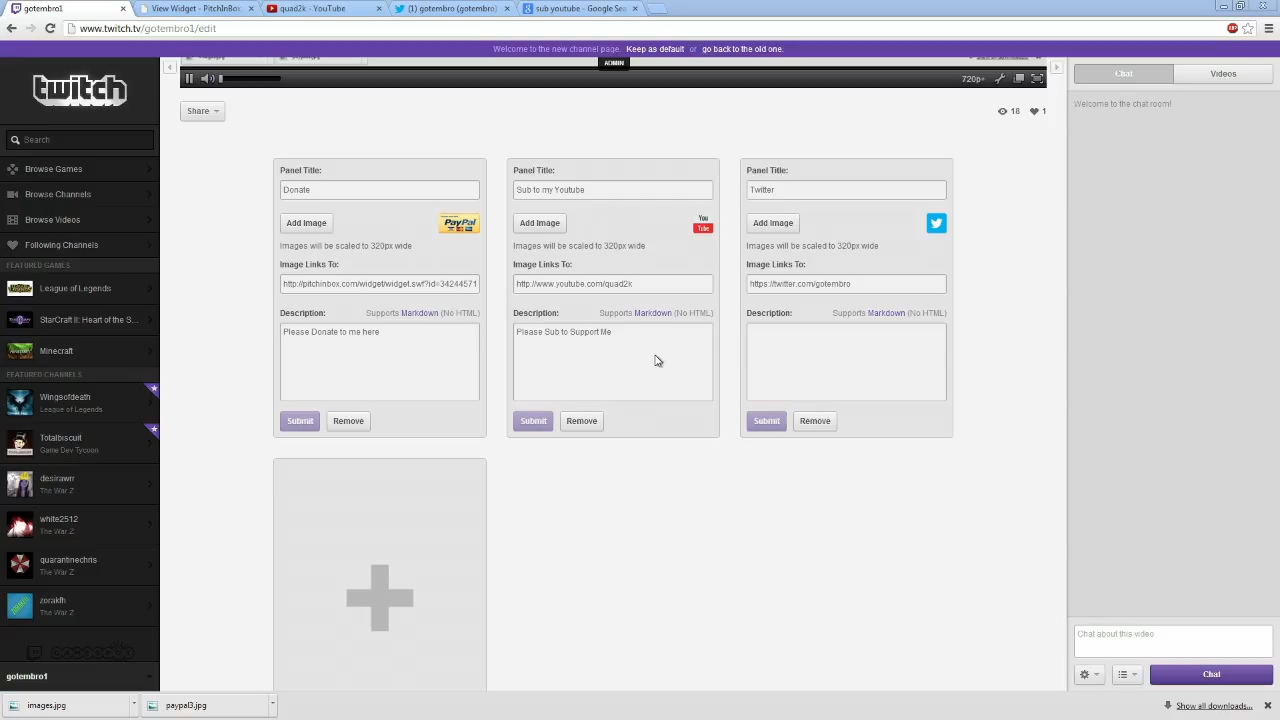 gotembro1
View Widget - PitchInBox
quad2k - YouTube
(1) gotembro (gotembro)
sub youtube - Google Sea
www.twitch.tv/gotembro1/edit
Welcome to the new channel page. Keep as default or go back to the old one.
ADMIN
twitch
720p+
Chat
Videos
Share
18
1
Welcome to the chat room!
Search
Browse Games
Browse Channels
Browse Videos
Following Channels
FEATURED GAMES
League of Legends
StarCraft II: Heart of the S...
Minecraft
FEATURED CHANNELS
Wingsofdeath
League of Legends
Totalbiscuit
Game Dev Tycoon
desirawrr
The War Z
white2512
The War Z
quarantinechris
The War Z
zorakfh
The War Z
gotembro1
Panel Title:
Donate
Add Image
PayPal
Images will be scaled to 320px wide
Image Links To:
http://pitchinbox.com/widget/widget.swf?id=34244571
Description:
Supports Markdown (No HTML)
Please Donate to me here
Submit
Remove
Panel Title:
Sub to my Youtube
Add Image
You
Tube
Images will be scaled to 320px wide
Image Links To:
http://www.youtube.com/quad2k
Description:
Supports Markdown (No HTML)
Please Sub to Support Me
Submit
Remove
Panel Title:
Twitter
Add Image
Images will be scaled to 320px wide
Image Links To:
https://twitter.com/gotembro
Description:
Supports Markdown (No HTML)
Submit
Remove
Chat about this video
Chat
images.jpg
paypal3.jpg
Show all downloads...